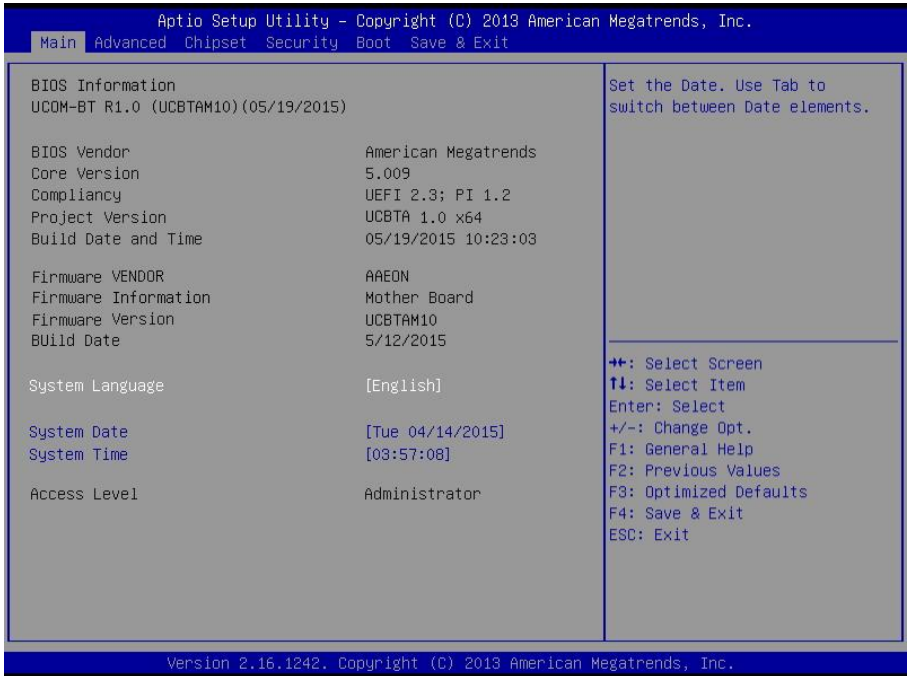 Aptio Setup Utility – Copyright (C) 2013 American Megatrends, Inc.
Main Advanced Chipset Security Boot Save & Exit
BIOS Information
UCOM-BT R1.0 (UCBTAM10)(05/19/2015)
BIOS Vendor American Megatrends
Core Version 5.009
Compliancy UEFI 2.3; PI 1.2
Project Version UCBTA 1.0 x64
Build Date and Time 05/19/2015 10:23:03
Firmware VENDOR AAEON
Firmware Information Mother Board
Firmware Version UCBTAM10
BUild Date 5/12/2015
System Language [English]
System Date [Tue 04/14/2015]
System Time [03:57:08]
Access Level Administrator
Set the Date. Use Tab to
switch between Date elements.
→←: Select Screen
↑↓: Select Item
Enter: Select
+/-: Change Opt.
F1: General Help
F2: Previous Values
F3: Optimized Defaults
F4: Save & Exit
ESC: Exit
Version 2.16.1242. Copyright (C) 2013 American Megatrends, Inc.